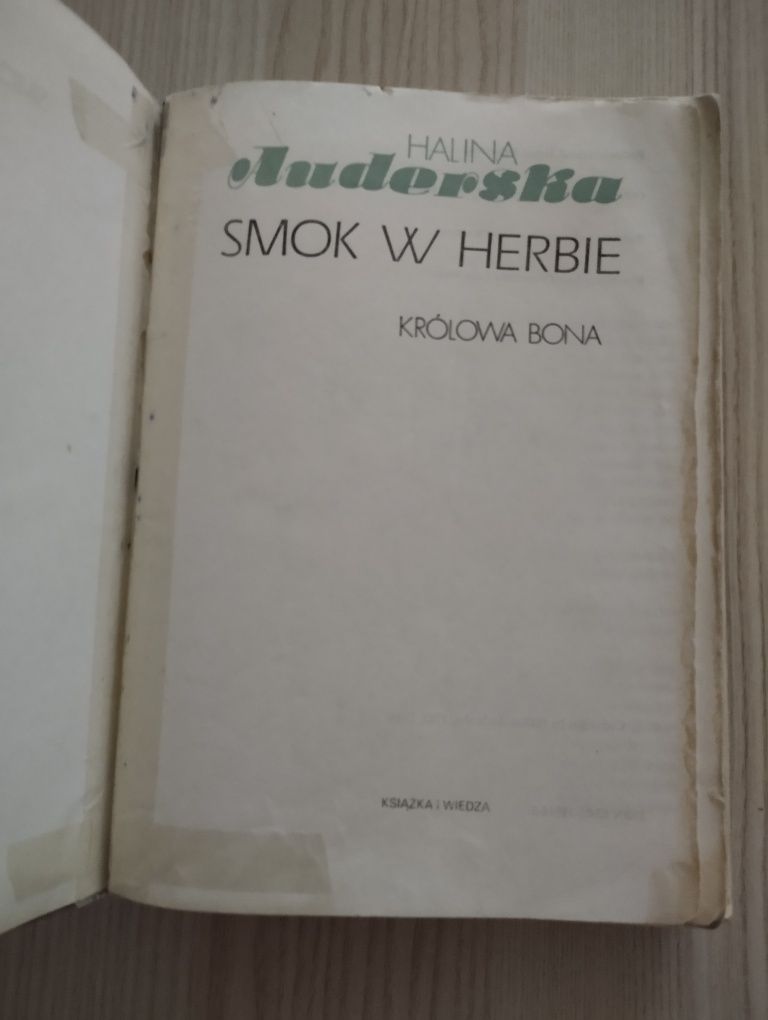 HALINA
Auderska
SMOK W HERBIE
KRÓLOWA BONA
KSIĄŻKA i WIEDZA